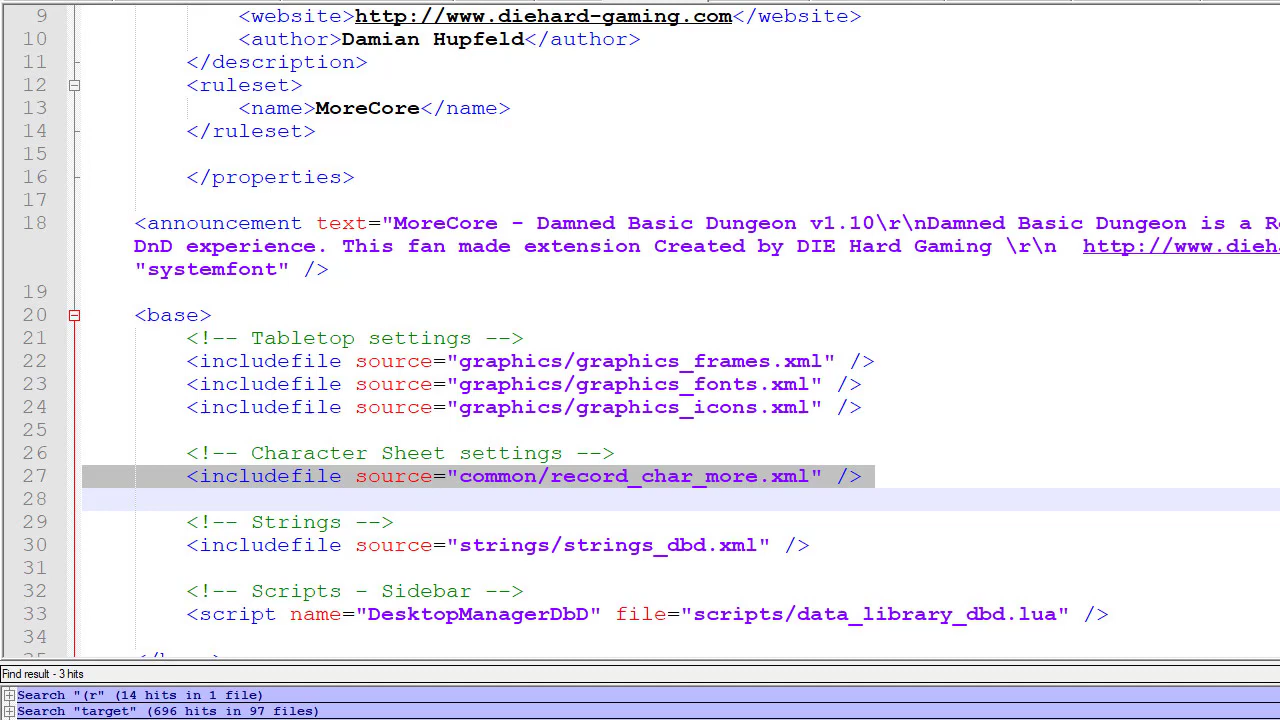 9 <website>http://www.diehard-gaming.com</website>
10 <author>Damian Hupfeld</author>
11 </description>
12 <ruleset>
13 <name>MoreCore</name>
14 </ruleset>
15
16 </properties>
17
18 <announcement text="MoreCore - Damned Basic Dungeon v1.10\r\nDamned Basic Dungeon is a
DnD experience. This fan made extension Created by DIE Hard Gaming \r\n http://www.dieh
"systemfont" />
19
20 <base>
21 <!-- Tabletop settings -->
22 <includefile source="graphics/graphics_frames.xml" />
23 <includefile source="graphics/graphics_fonts.xml" />
24 <includefile source="graphics/graphics_icons.xml" />
25
26 <!-- Character Sheet settings -->
27 <includefile source="common/record_char_more.xml" />
28
29 <!-- Strings -->
30 <includefile source="strings/strings_dbd.xml" />
31
32 <!-- Scripts - Sidebar -->
33 <script name="DesktopManagerDbD" file="scripts/data_library_dbd.lua" />
34
Find result - 3 hits
Search "(r" (14 hits in 1 file)
Search "target" (696 hits in 97 files)